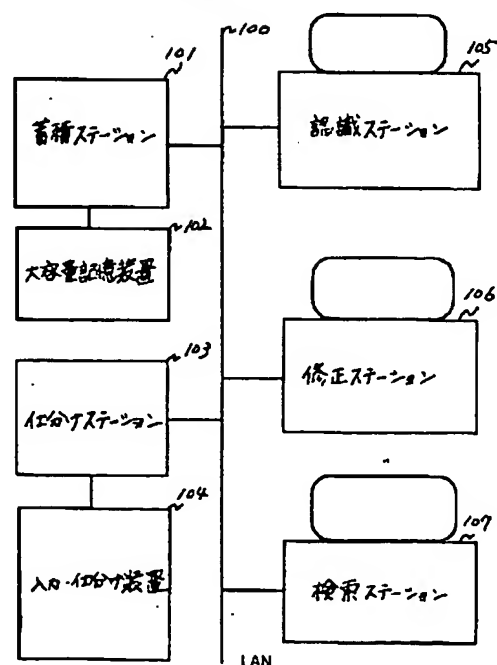 100
101
蓄積ステーション
102
大容量記憶装置
103
仕分けステーション
104
入力・仕分け装置
105
認識ステーション
106
修正ステーション
107
検索ステーション
LAN